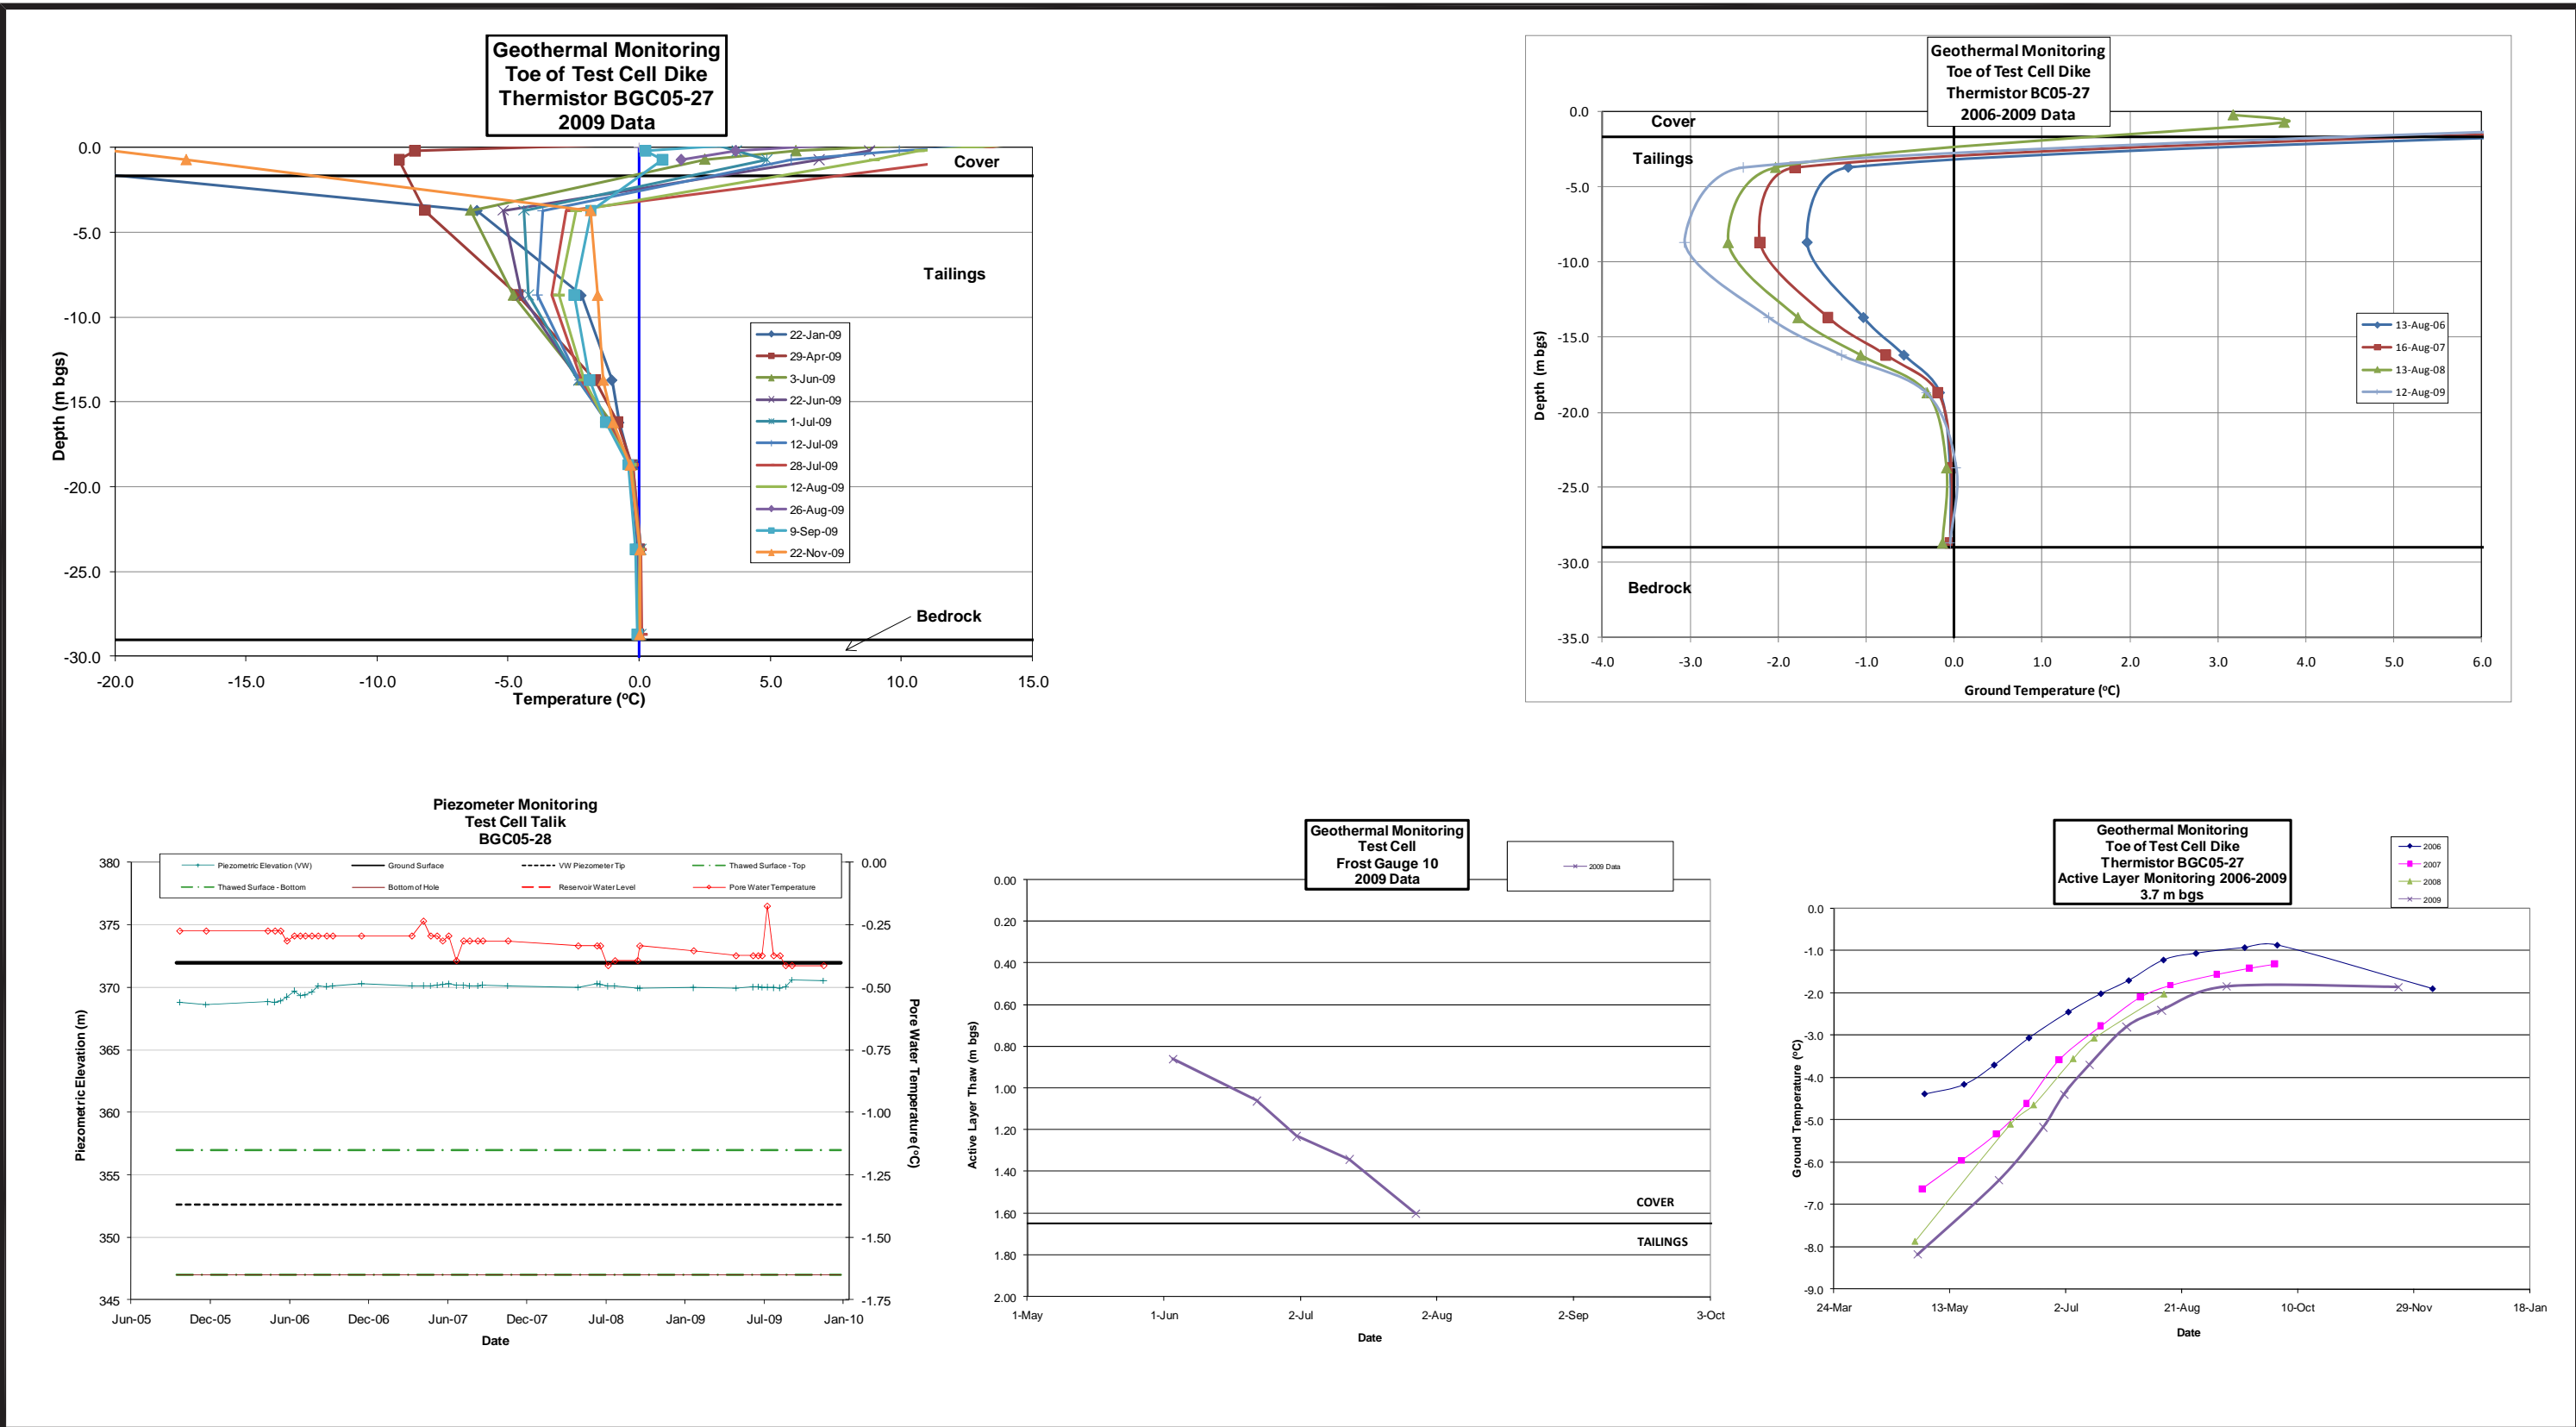 Geothermal Monitoring
Toe of Test Cell Dike
Thermistor BGC05-27
2009 Data
0.0
-5.0
-10.0
-15.0
-20.0
-25.0
-30.0
Depth (m bgs)
Cover
Tailings
Bedrock
22-Jan-09
29-Apr-09
3-Jun-09
22-Jun-09
1-Jul-09
12-Jul-09
28-Jul-09
12-Aug-09
26-Aug-09
9-Sep-09
22-Nov-09
-20.0 -15.0 -10.0 -5.0 0.0 5.0 10.0 15.0
Temperature (ºC)
Geothermal Monitoring
Toe of Test Cell Dike
Thermistor BC05-27
2006-2009 Data
0.0
-5.0
-10.0
-15.0
-20.0
-25.0
-30.0
-35.0
Depth (m bgs)
Cover
Tailings
Bedrock
13-Aug-06
16-Aug-07
13-Aug-08
12-Aug-09
-4.0 -3.0 -2.0 -1.0 0.0 1.0 2.0 3.0 4.0 5.0 6.0
Ground Temperature (ºC)
Piezometer Monitoring
Test Cell Talik
BGC05-28
Piezometric Elevation (VW) Ground Surface VW Piezometer Tip Thawed Surface - Top
Thawed Surface - Bottom Bottom of Hole Reservoir Water Level Pore Water Temperature
380
375
370
365
360
355
350
345
Piezometric Elevation (m)
0.00
-0.25
-0.50
-0.75
-1.00
-1.25
-1.50
-1.75
Pore Water Temperature (ºC)
Jun-05 Dec-05 Jun-06 Dec-06 Jun-07 Dec-07 Jul-08 Jan-09 Jul-09 Jan-10
Date
Geothermal Monitoring
Test Cell
Frost Gauge 10
2009 Data
2009 Data
0.00
0.20
0.40
0.60
0.80
1.00
1.20
1.40
1.60
1.80
2.00
Active Layer Thaw (m bgs)
COVER
TAILINGS
1-May 1-Jun 2-Jul 2-Aug 2-Sep 3-Oct
Date
Geothermal Monitoring
Toe of Test Cell Dike
Thermistor BGC05-27
Active Layer Monitoring 2006-2009
3.7 m bgs
2006
2007
2008
2009
0.0
-1.0
-2.0
-3.0
-4.0
-5.0
-6.0
-7.0
-8.0
-9.0
Ground Temperature (ºC)
24-Mar 13-May 2-Jul 21-Aug 10-Oct 29-Nov 18-Jan
Date